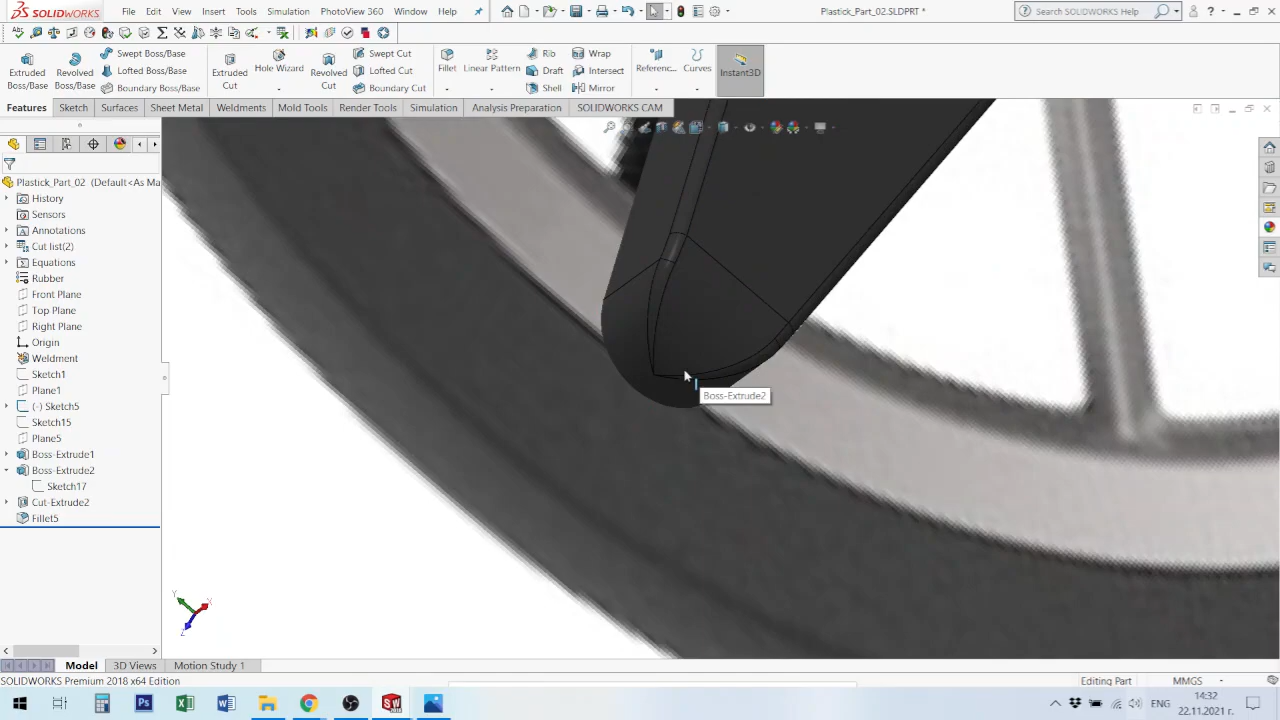 SOLIDWORKS File Edit View Insert Tools Simulation PhotoView 360 Window Help Plastick_Part_02.SLDPRT * Search SOLIDWORKS Help
Extruded Boss/Base
Revolved Boss/Base
Swept Boss/Base
Lofted Boss/Base
Boundary Boss/Base
Extruded Cut
Hole Wizard
Revolved Cut
Swept Cut
Lofted Cut
Boundary Cut
Fillet
Linear Pattern
Rib
Draft
Shell
Wrap
Intersect
Mirror
Referenc...
Curves
Instant3D
Features Sketch Surfaces Sheet Metal Weldments Mold Tools Render Tools Simulation Analysis Preparation SOLIDWORKS CAM
Plastick_Part_02 (Default<As Ma
History
Sensors
Annotations
Cut list(2)
Equations
Rubber
Front Plane
Top Plane
Right Plane
Origin
Weldment
Sketch1
Plane1
(-) Sketch5
Sketch15
Plane5
Boss-Extrude1
Boss-Extrude2
Sketch17
Cut-Extrude2
Fillet5
Boss-Extrude2
Y X Z
Model 3D Views Motion Study 1
SOLIDWORKS Premium 2018 x64 Edition Editing Part MMGS
ENG
14:32
22.11.2021 г.